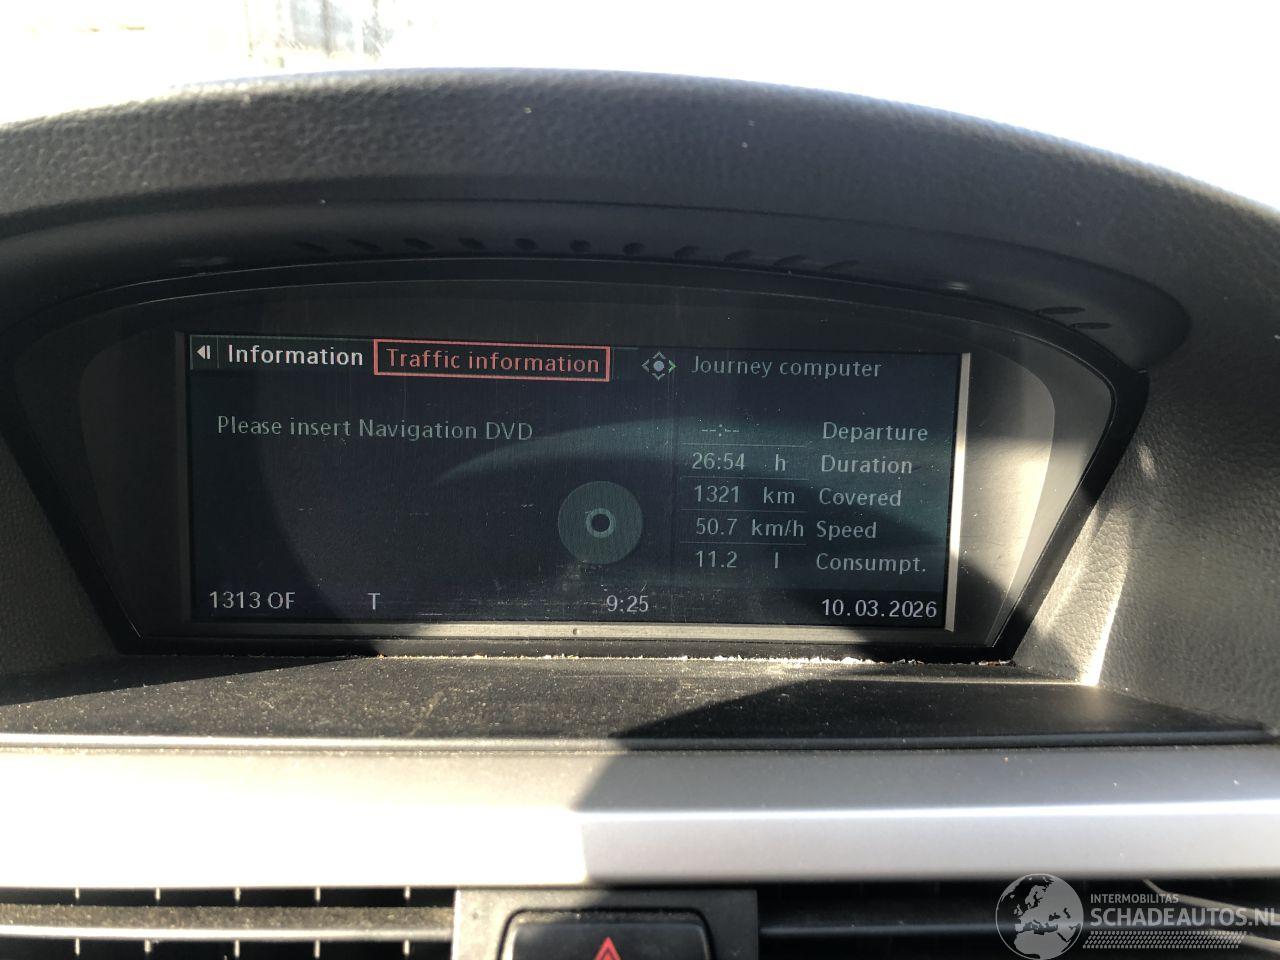 Information Traffic information Journey computer
Please insert Navigation DVD
--:-- Departure
26:54 h Duration
1321 km Covered
50.7 km/h Speed
11.2 l Consumpt.
1313 OF T 9:25 10.03.2026
INTERMOBILITAS
SCHADEAUTOS.NL